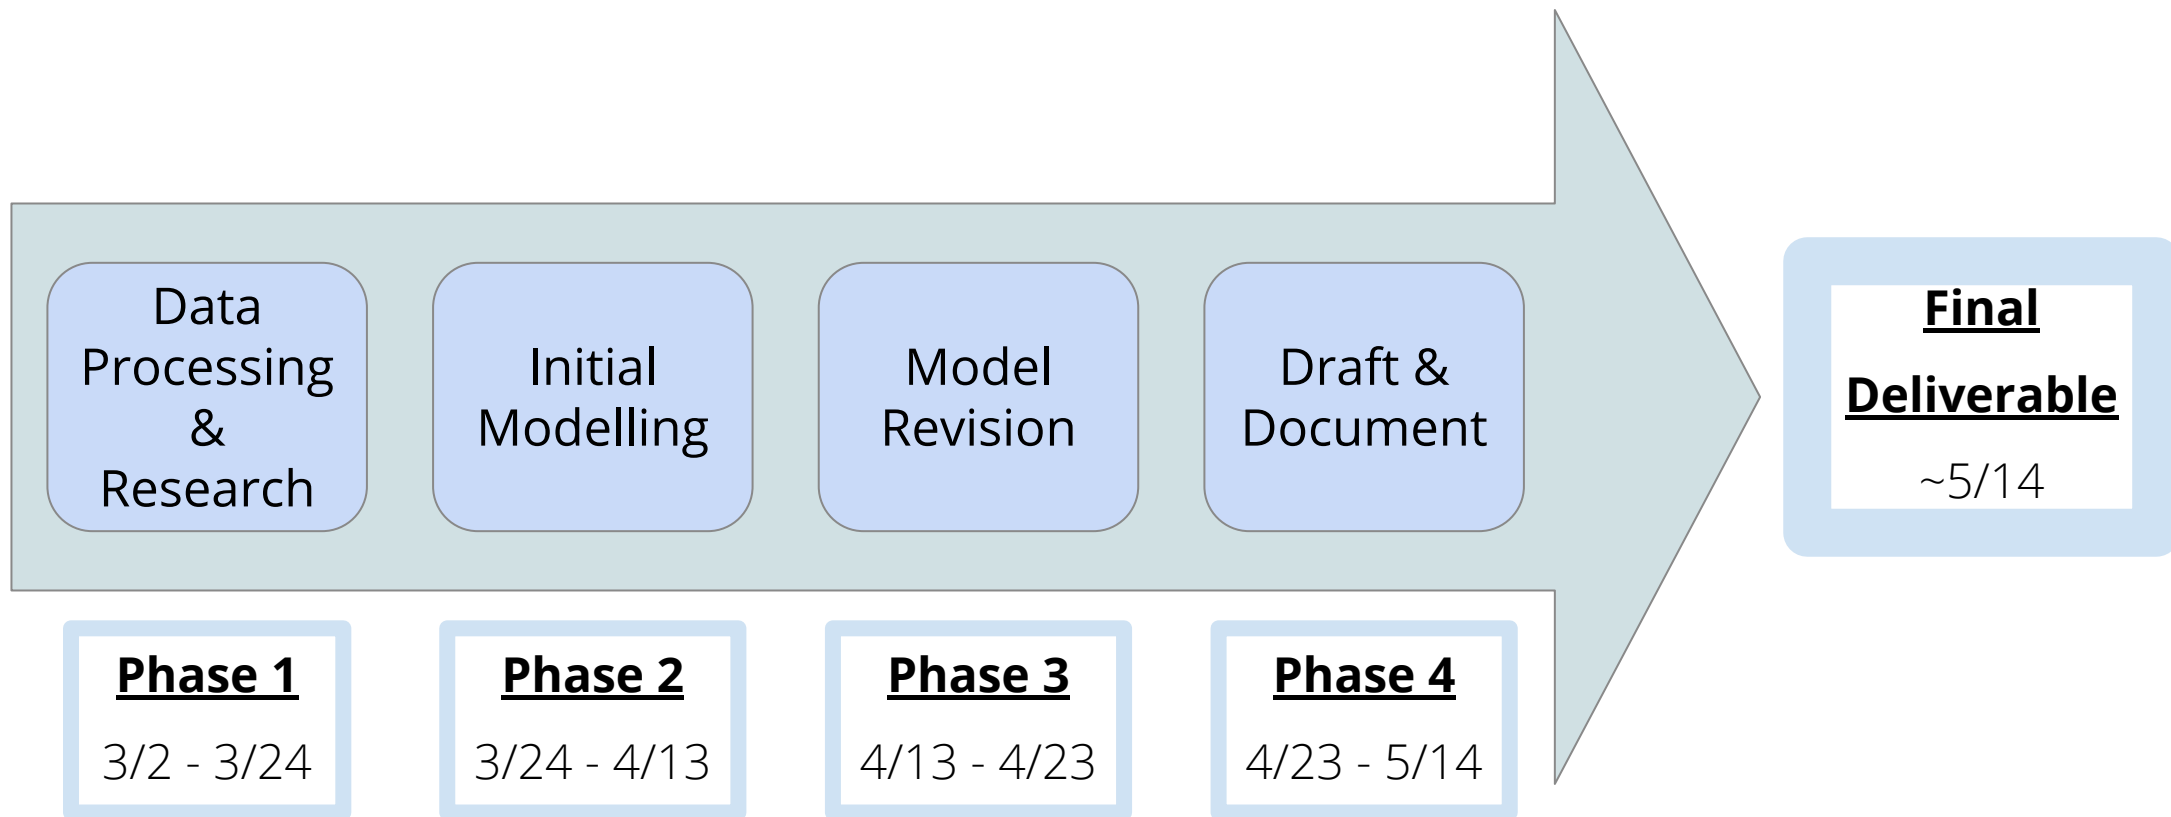 Data
Processing
&
Research
Initial
Modelling
Model
Revision
Draft &
Document
Final
Deliverable
~5/14
Phase 1
3/2 - 3/24
Phase 2
3/24 - 4/13
Phase 3
4/13 - 4/23
Phase 4
4/23 - 5/14